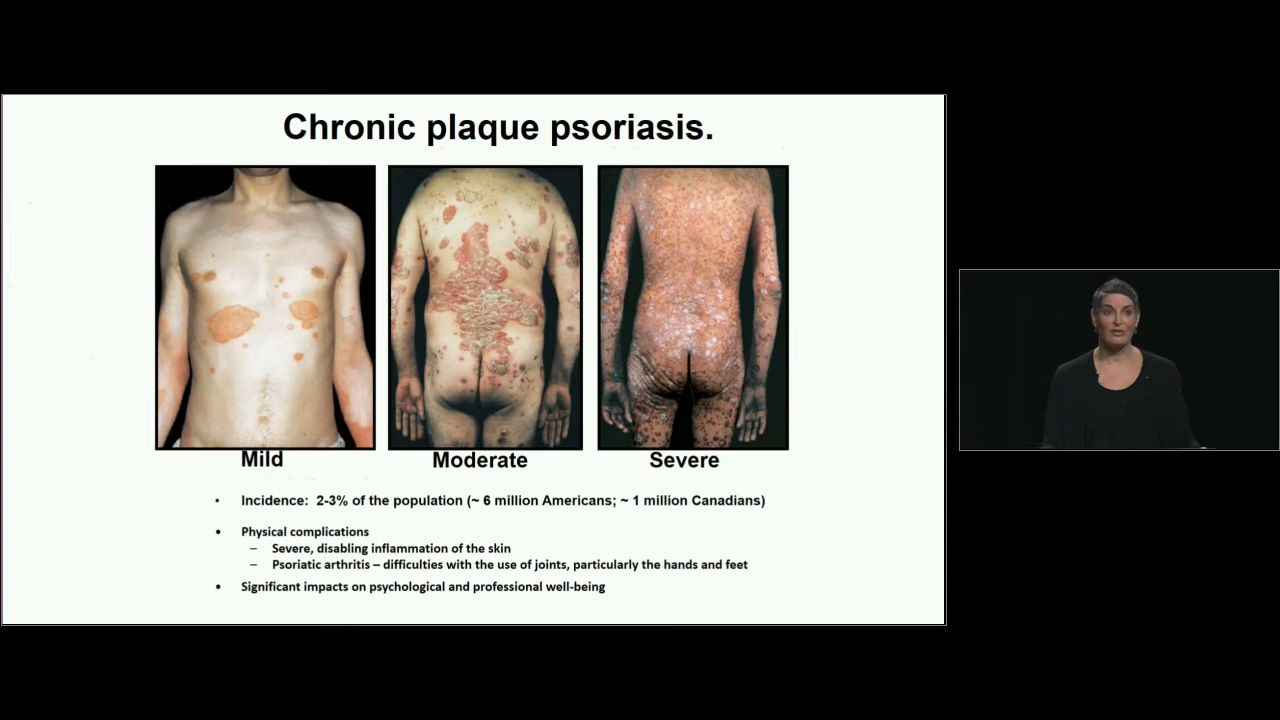 Chronic plaque psoriasis.
Mild
Moderate
Severe
• Incidence: 2-3% of the population (~ 6 million Americans; ~ 1 million Canadians)
• Physical complications
– Severe, disabling inflammation of the skin
– Psoriatic arthritis – difficulties with the use of joints, particularly the hands and feet
• Significant impacts on psychological and professional well-being